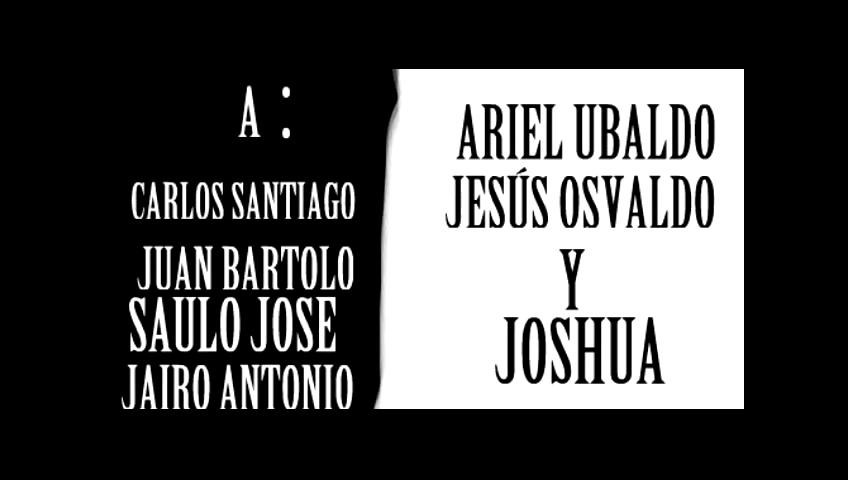 A :
CARLOS SANTIAGO
JUAN BARTOLO
SAULO JOSE
JAIRO ANTONIO
ARIEL UBALDO
JESÚS OSVALDO
Y
JOSHUA